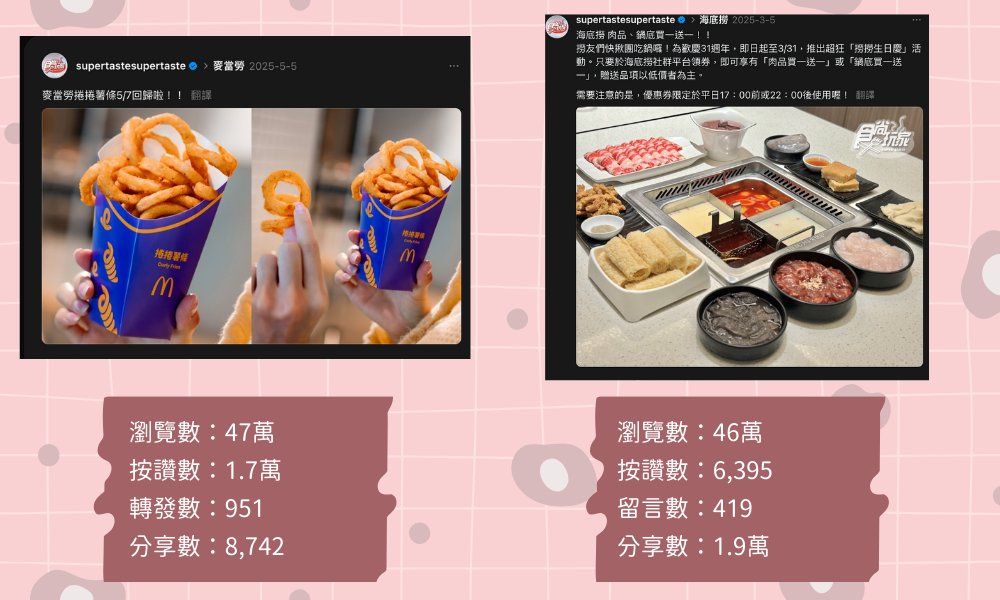 supertastesupertaste > 麥當勞 2025-5-5
麥當勞捲捲薯條5/7回歸啦！！ 翻譯
捲捲薯條
Curly Fries
捲捲薯條
Curly Fries
supertastesupertaste > 海底撈 2025-3-5
海底撈 肉品、鍋底買一送一！！
撈友們快揪團吃鍋囉！為歡慶31週年，即日起至3/31，推出超狂「撈撈生日慶」活
動。只要於海底撈社群平台領券，即可享有「肉品買一送一」或「鍋底買一送
一」，贈送品項以低價者為主。
需要注意的是，優惠券限定於平日17：00前或22：00後使用喔！ 翻譯
食尚玩家
瀏覽數：47萬
按讚數：1.7萬
轉發數：951
分享數：8,742
瀏覽數：46萬
按讚數：6,395
留言數：419
分享數：1.9萬